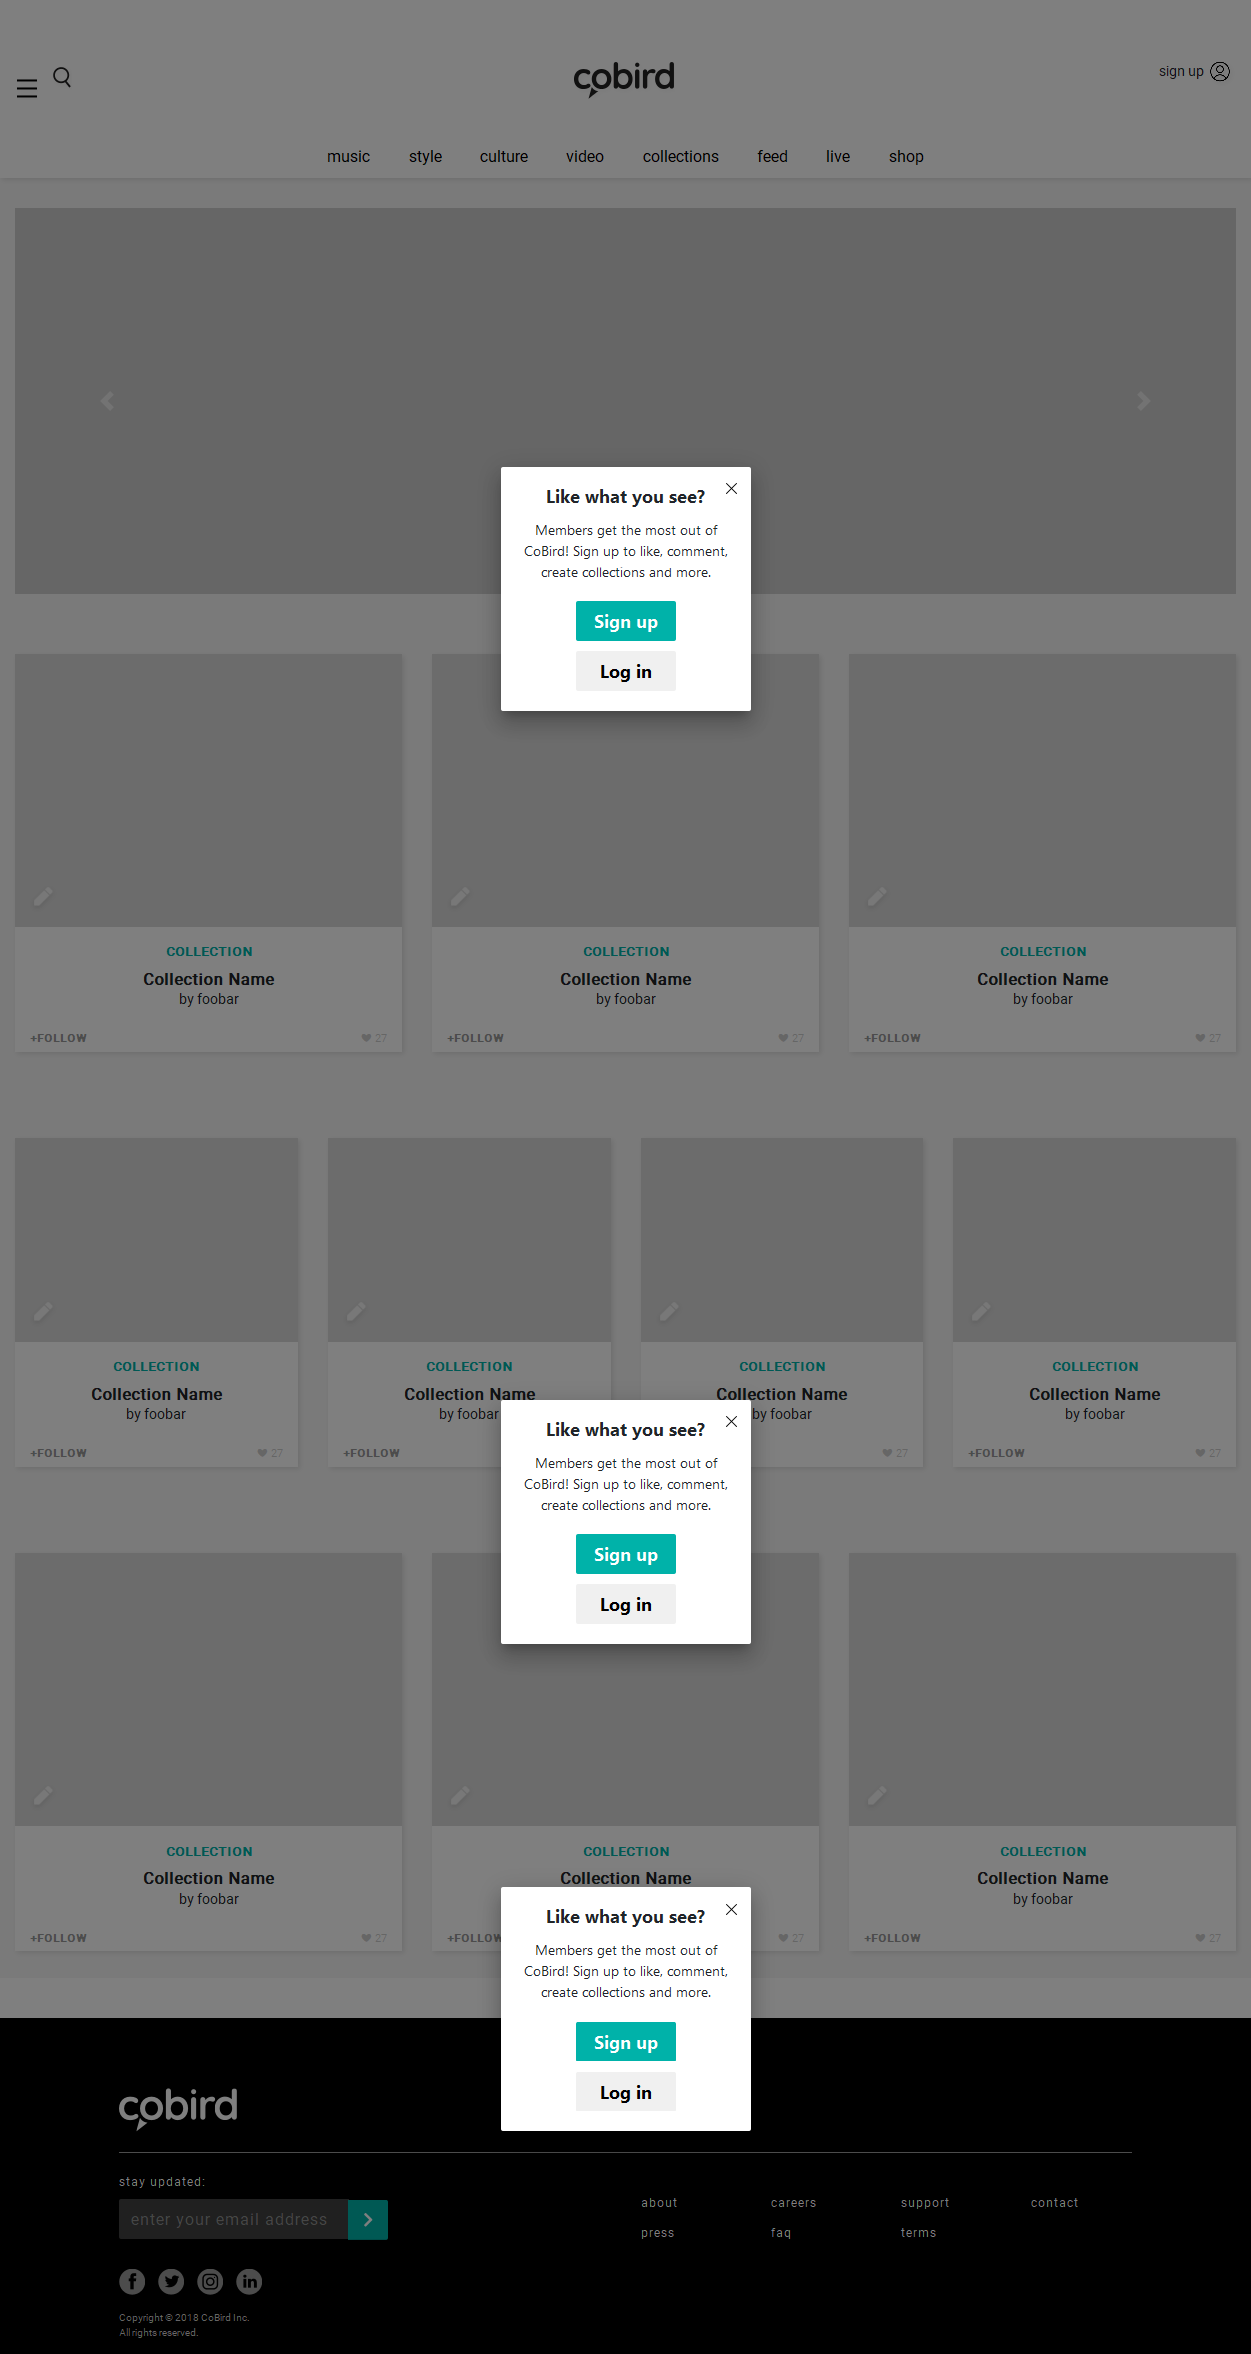 cobird
sign up
music style culture video collections feed live shop
Like what you see?
Members get the most out of
CoBird! Sign up to like, comment,
create collections and more.
Sign up
Log in
COLLECTION COLLECTION COLLECTION
Collection Name Collection Name Collection Name
by foobar by foobar by foobar
+FOLLOW 27 +FOLLOW 27 +FOLLOW 27
COLLECTION COLLECTION COLLECTION COLLECTION
Collection Name Collection Name Collection Name Collection Name
by foobar by foobar by foobar by foobar
+FOLLOW 27 +FOLLOW 27 +FOLLOW 27
Like what you see?
Members get the most out of
CoBird! Sign up to like, comment,
create collections and more.
Sign up
Log in
COLLECTION COLLECTION COLLECTION
Collection Name Collection Name Collection Name
by foobar by foobar
+FOLLOW 27 +FOLLOW 27 +FOLLOW 27
Like what you see?
Members get the most out of
CoBird! Sign up to like, comment,
create collections and more.
Sign up
Log in
cobird
stay updated:
enter your email address
about careers support contact
press faq terms
Copyright © 2018 CoBird Inc.
All rights reserved.